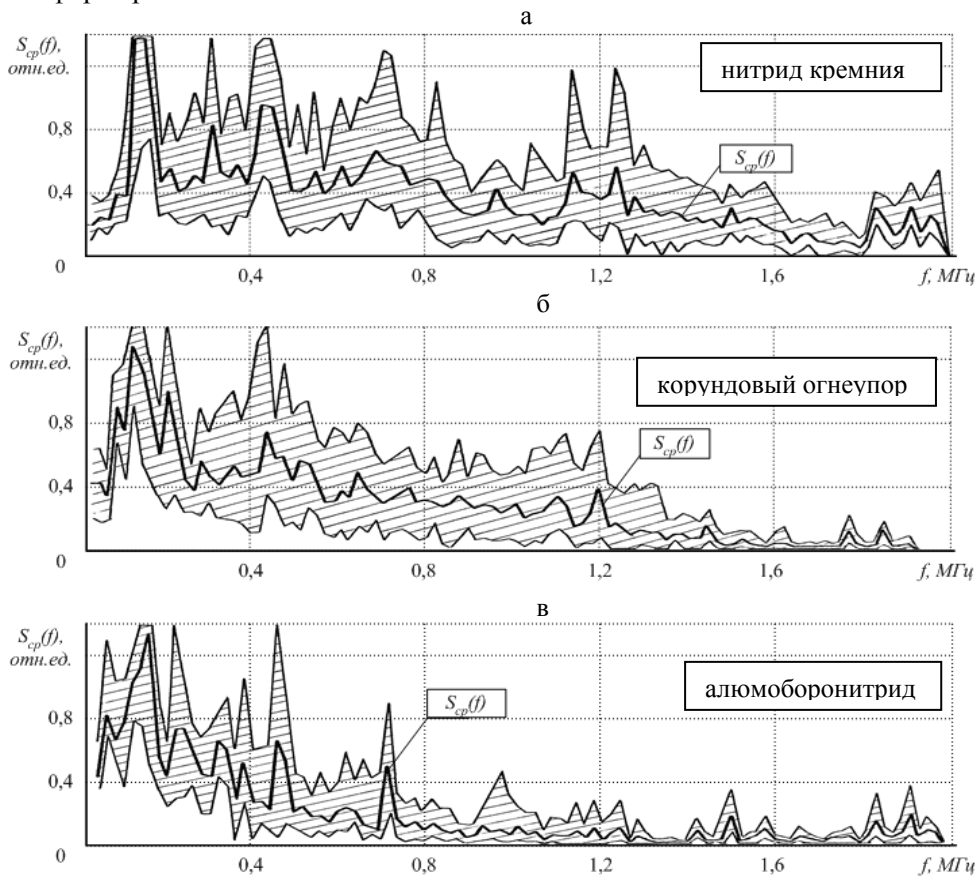 а
S_ср(f),
отн.ед.
нитрид кремния
0,8
S_ср(f)
0,4
0
0,4
0,8
1,2
1,6
f, МГц
б
S_ср(f),
отн.ед.
корундовый огнеупор
0,8
S_ср(f)
0,4
0
0,4
0,8
1,2
1,6
f, МГц
в
S_ср(f),
отн.ед.
алюмоборонитрид
0,8
S_ср(f)
0,4
0
0,4
0,8
1,2
1,6
f, МГц